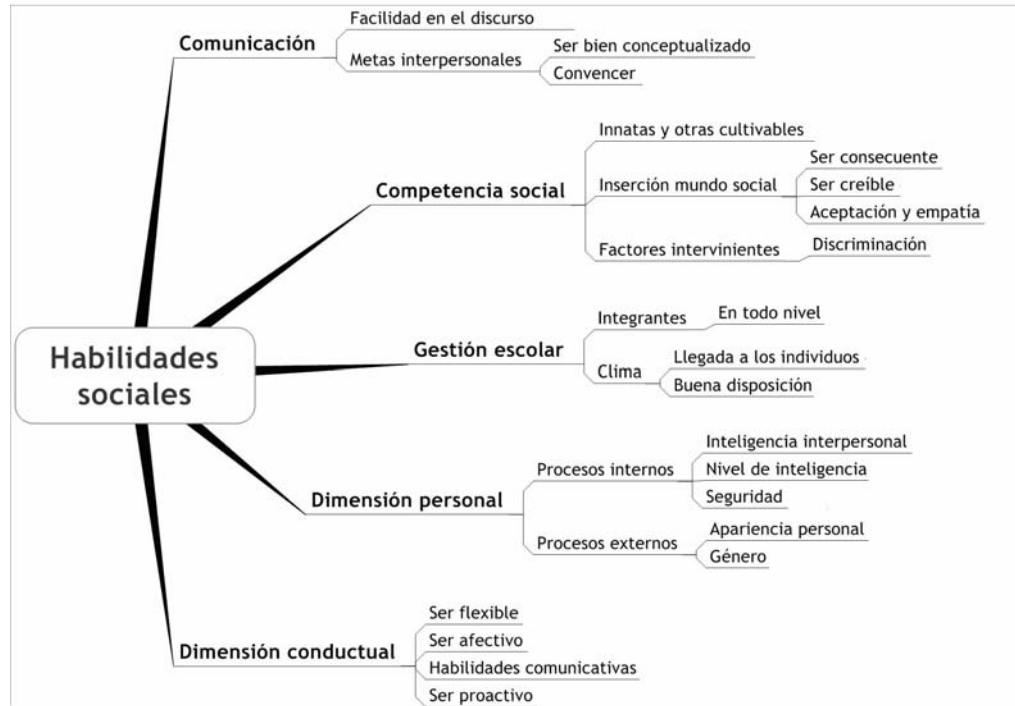 Habilidades
sociales
Comunicación
Facilidad en el discurso
Metas interpersonales
Ser bien conceptualizado
Convencer
Competencia social
Innatas y otras cultivables
Inserción mundo social
Ser consecuente
Ser creíble
Aceptación y empatía
Factores intervinientes
Discriminación
Gestión escolar
Integrantes
En todo nivel
Clima
Llegada a los individuos
Buena disposición
Dimensión personal
Procesos internos
Inteligencia interpersonal
Nivel de inteligencia
Seguridad
Procesos externos
Apariencia personal
Género
Dimensión conductual
Ser flexible
Ser afectivo
Habilidades comunicativas
Ser proactivo